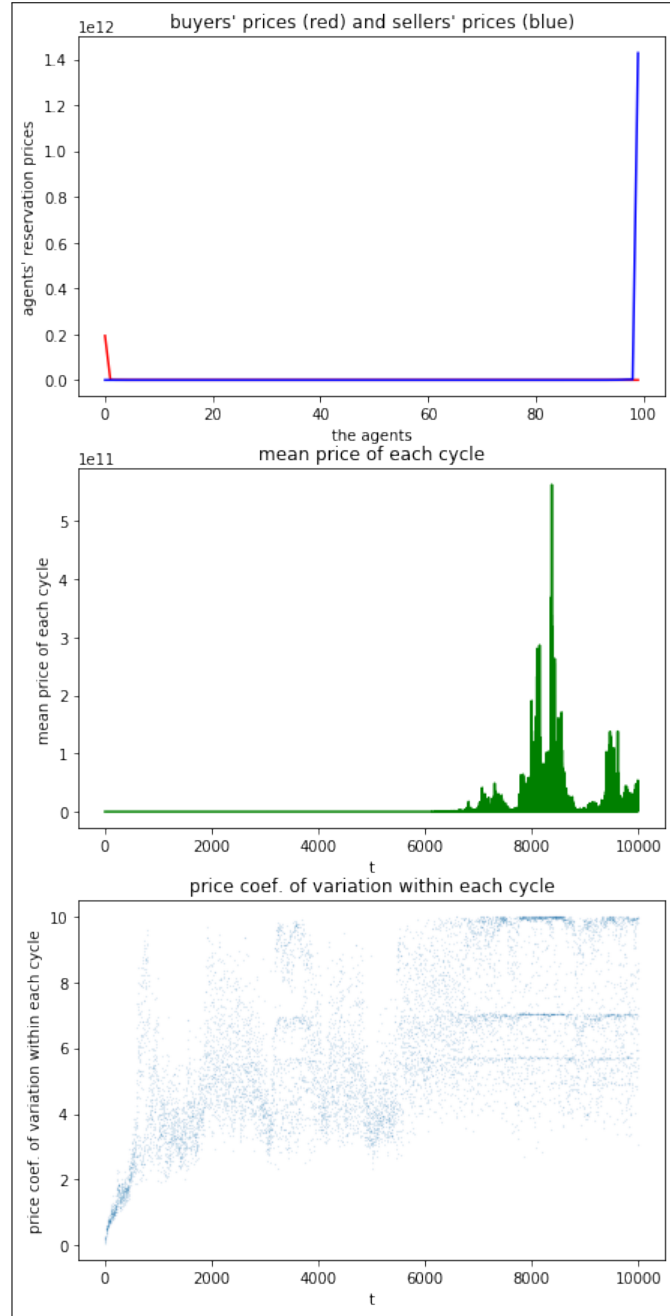 buyers' prices (red) and sellers' prices (blue)
1e12
1.4
1.2
1.0
0.8
0.6
0.4
0.2
0.0
agents' reservation prices
0 20 40 60 80 100
the agents
mean price of each cycle
1e11
5
4
3
2
1
0
mean price of each cycle
0 2000 4000 6000 8000 10000
t
price coef. of variation within each cycle
10
8
6
4
2
0
price coef. of variation within each cycle
0 2000 4000 6000 8000 10000
t